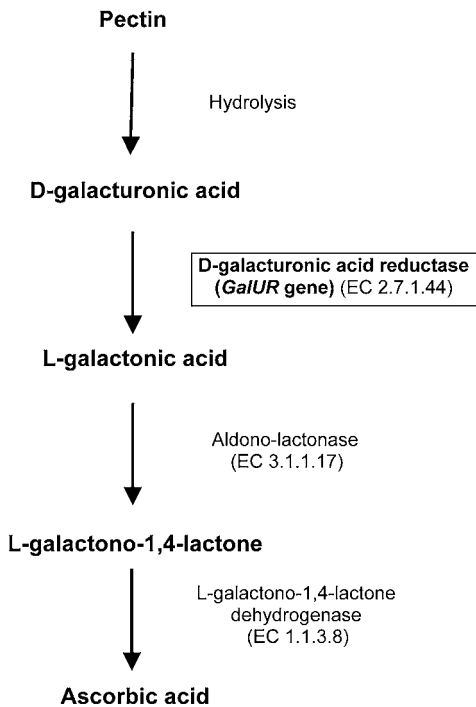 Pectin
Hydrolysis
D-galacturonic acid
D-galacturonic acid reductase
(GalUR gene) (EC 2.7.1.44)
L-galactonic acid
Aldono-lactonase
(EC 3.1.1.17)
L-galactono-1,4-lactone
L-galactono-1,4-lactone
dehydrogenase
(EC 1.1.3.8)
Ascorbic acid